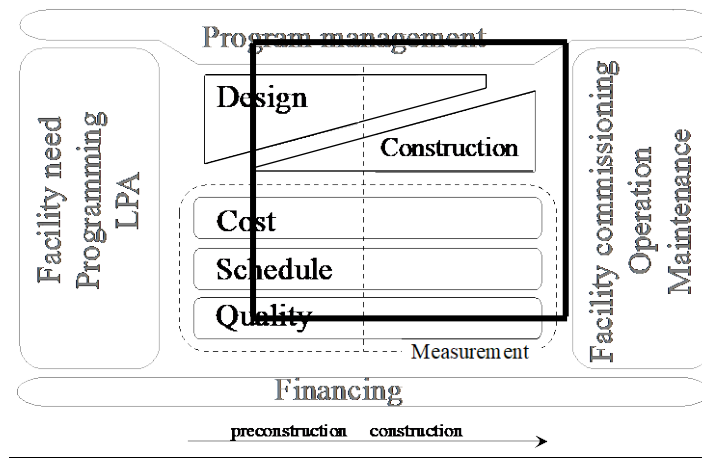 Program management
Facility need
Programming
LPA
Design
Construction
Cost
Schedule
Quality
Measurement
Facility commissioning
Operation
Maintenance
Financing
preconstruction construction